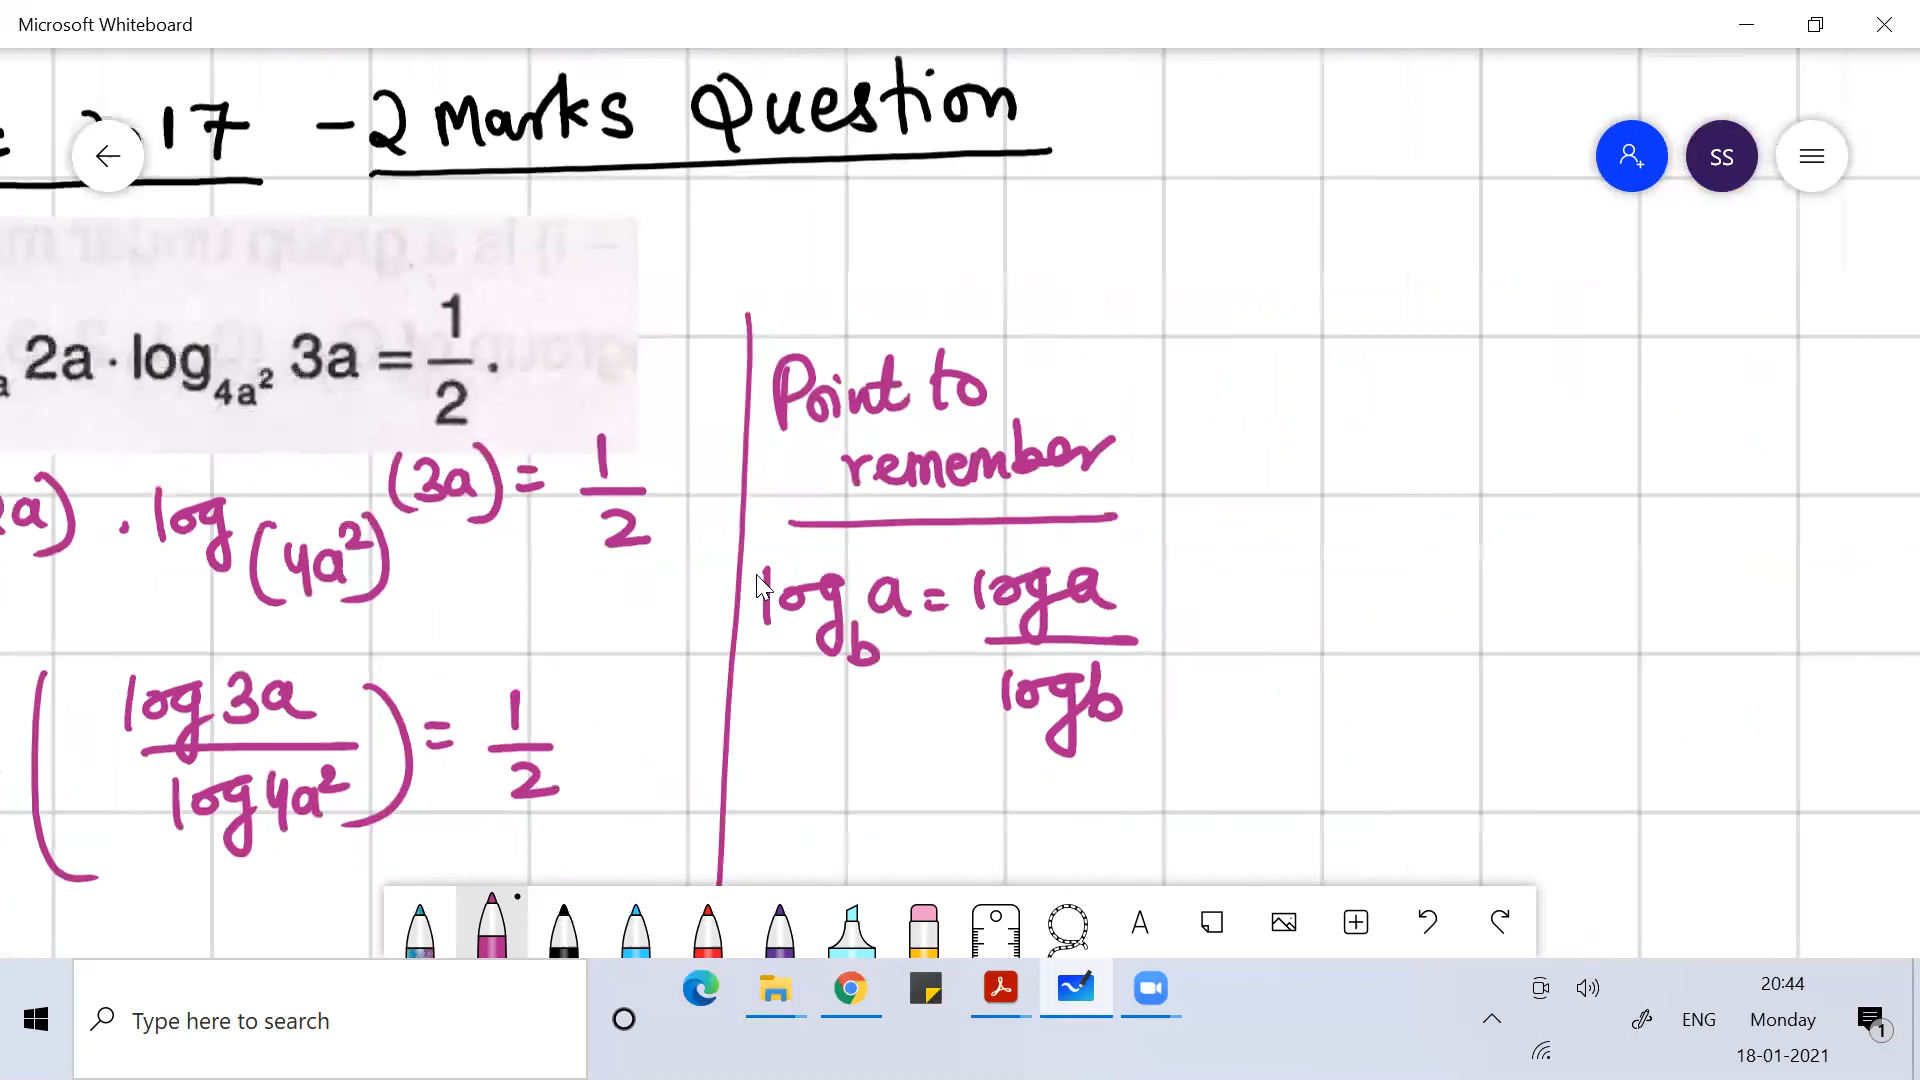 Microsoft Whiteboard
17 - 2 Marks Question
SS
2a · log₄ₐ² 3a = 1/2.
a) . log (4a²) (3a) = 1/2
(log 3a / log 4a²) = 1/2
Point to
remember
log_b a = log a / log b
A
Type here to search
20:44
ENG Monday
1
18-01-2021